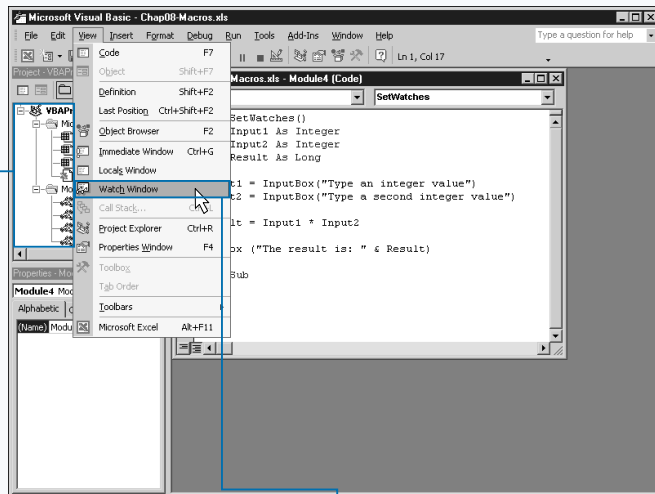 Microsoft Visual Basic - Chap08-Macros.xls
File Edit View Insert Format Debug Run Tools Add-Ins Window Help
Type a question for help
Ln 1, Col 17
Project - VBAPr
VBAPr
Mic
Mo
Code F7
Object Shift+F7
Definition Shift+F2
Last Position Ctrl+Shift+F2
Object Browser F2
Immediate Window Ctrl+G
Locals Window
Watch Window
Call Stack... L
Project Explorer Ctrl+R
Properties Window F4
Toolbox
Tab Order
Toolbars
Microsoft Excel Alt+F11
Macros.xls - Module4 (Code)
SetWatches
SetWatches()
Input1 As Integer
Input2 As Integer
Result As Long
t1 = InputBox("Type an integer value")
t2 = InputBox("Type a second integer value")
lt = Input1 * Input2
ox ("The result is: " & Result)
Sub
Properties - Mo
Module4 Mod
Alphabetic
(Name) Modu